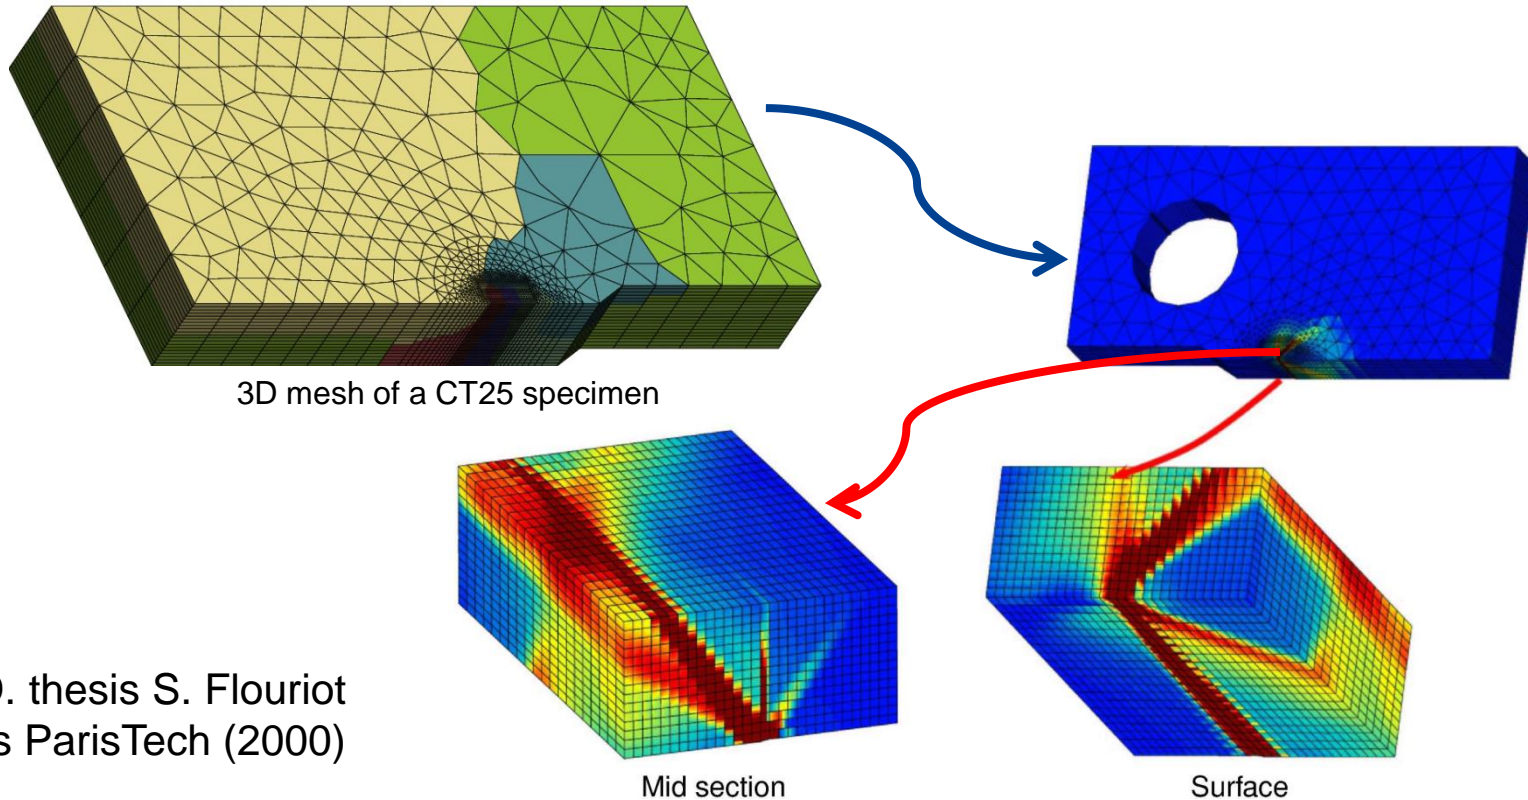 3D mesh of a CT25 specimen
. thesis S. Flouriot
ParisTech (2000)
Mid section
Surface